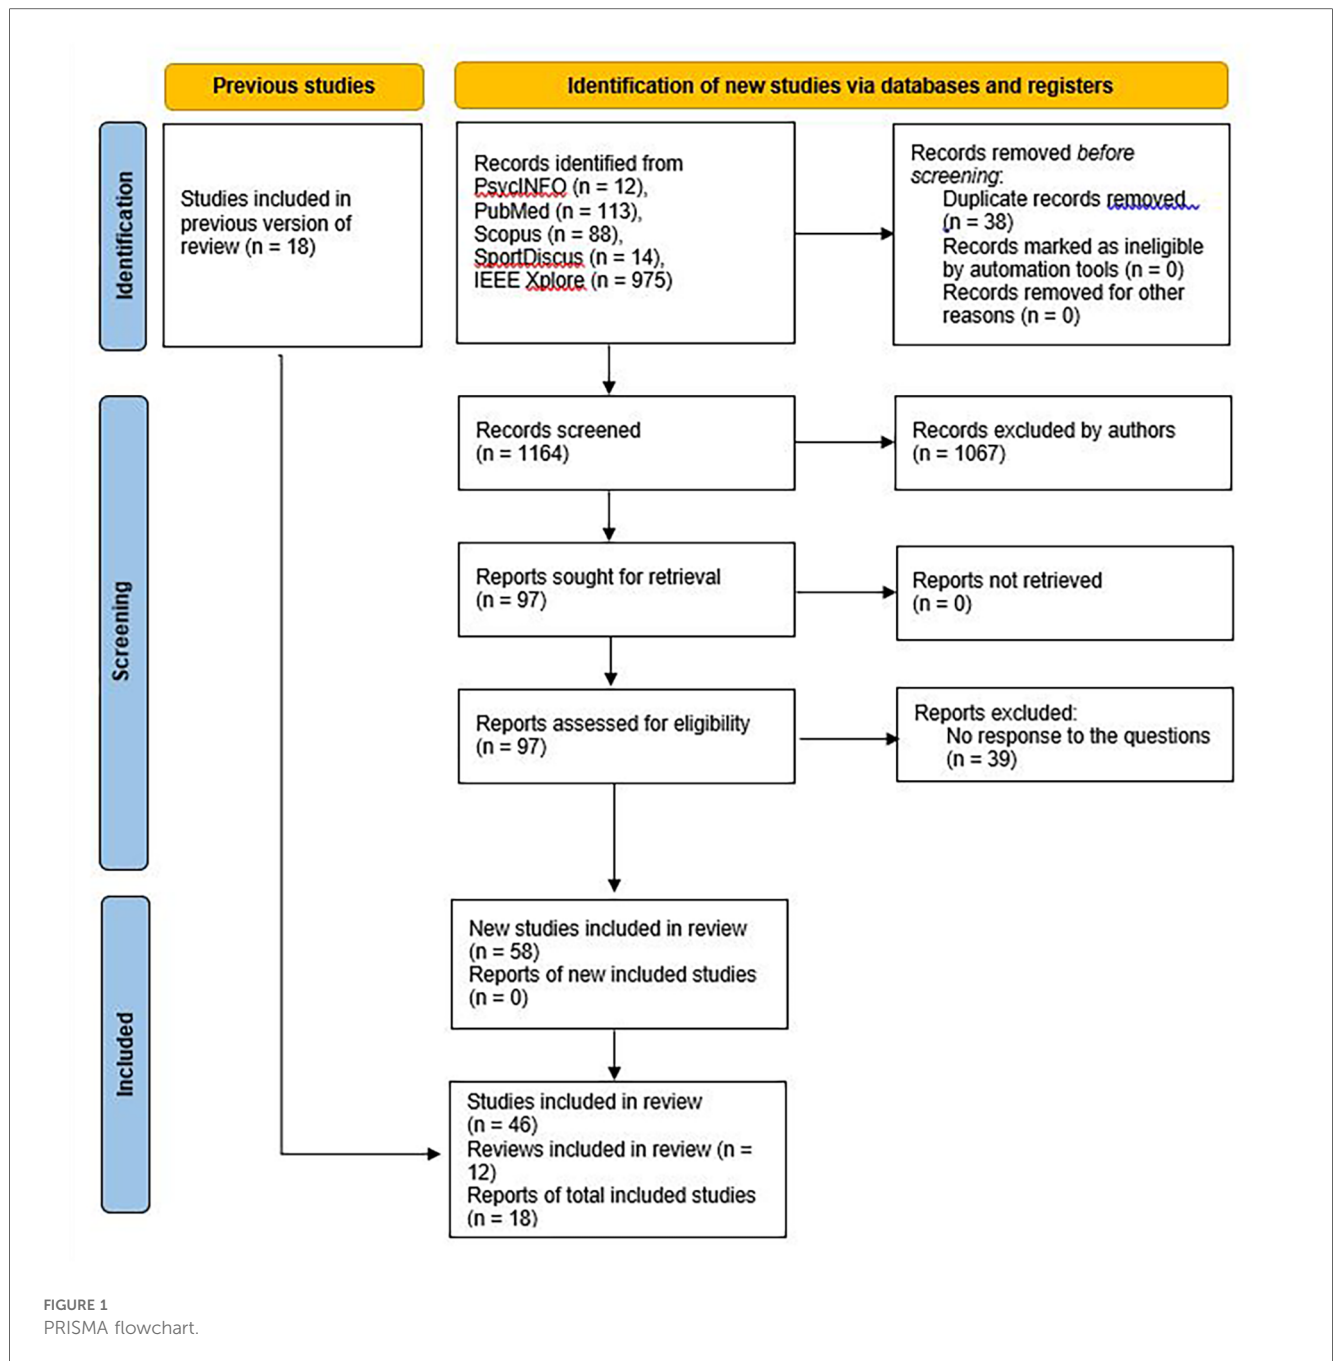 Previous studies
Identification of new studies via databases and registers
Identification
Studies included in
previous version of
review (n = 18)
Records identified from
PsycINFO (n = 12),
PubMed (n = 113),
Scopus (n = 88),
SportDiscus (n = 14),
IEEE Xplore (n = 975)
Records removed before
screening:
Duplicate records removed
(n = 38)
Records marked as ineligible
by automation tools (n = 0)
Records removed for other
reasons (n = 0)
Screening
Records screened
(n = 1164)
Records excluded by authors
(n = 1067)
Reports sought for retrieval
(n = 97)
Reports not retrieved
(n = 0)
Reports assessed for eligibility
(n = 97)
Reports excluded:
No response to the questions
(n = 39)
Included
New studies included in review
(n = 58)
Reports of new included studies
(n = 0)
Studies included in review
(n = 46)
Reviews included in review (n =
12)
Reports of total included studies
(n = 18)
FIGURE 1
PRISMA flowchart.